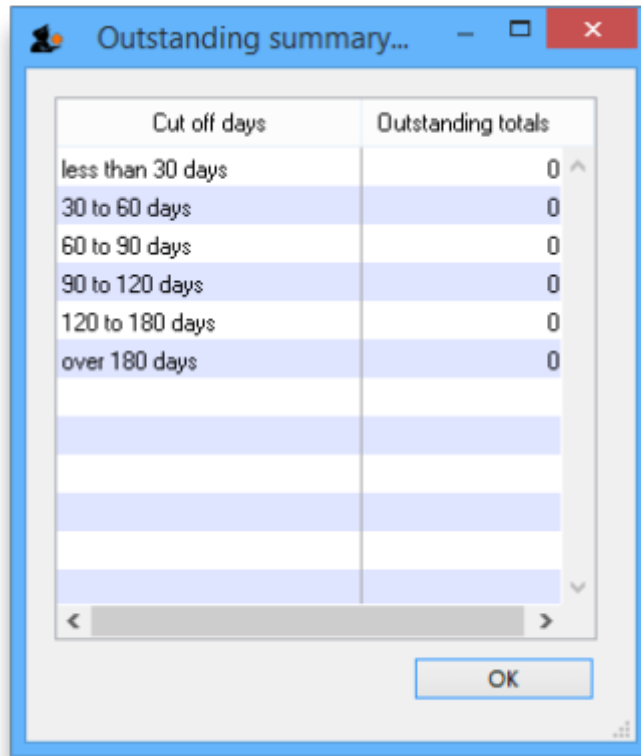 Outstanding summary...
Cut off days Outstanding totals
less than 30 days 0
30 to 60 days 0
60 to 90 days 0
90 to 120 days 0
120 to 180 days 0
over 180 days 0
OK